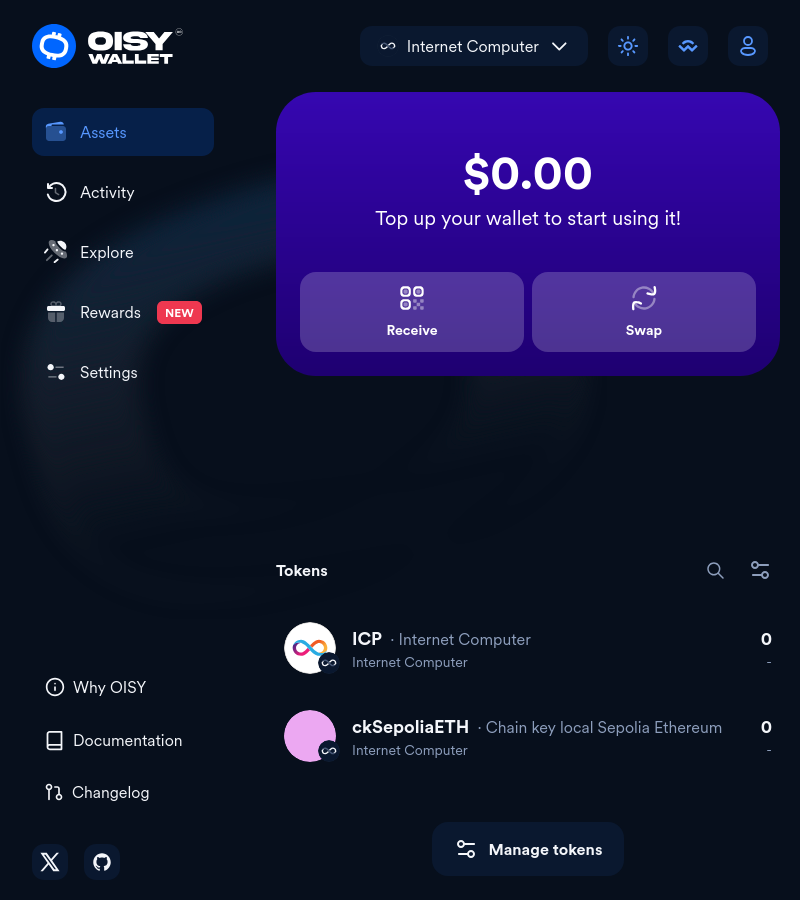 OISY
WALLET
Internet Computer
Assets
Activity
Explore
Rewards NEW
Settings
$0.00
Top up your wallet to start using it!
Receive
Swap
Tokens
ICP · Internet Computer 0
Internet Computer -
ckSepoliaETH · Chain key local Sepolia Ethereum 0
Internet Computer -
Manage tokens
Why OISY
Documentation
Changelog